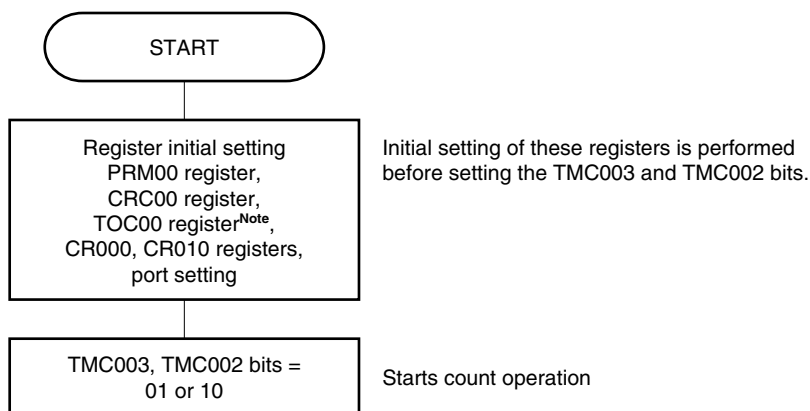 START
Register initial setting
PRM00 register,
CRC00 register,
TOC00 registerNote,
CR000, CR010 registers,
port setting
Initial setting of these registers is performed
before setting the TMC003 and TMC002 bits.
TMC003, TMC002 bits =
01 or 10
Starts count operation